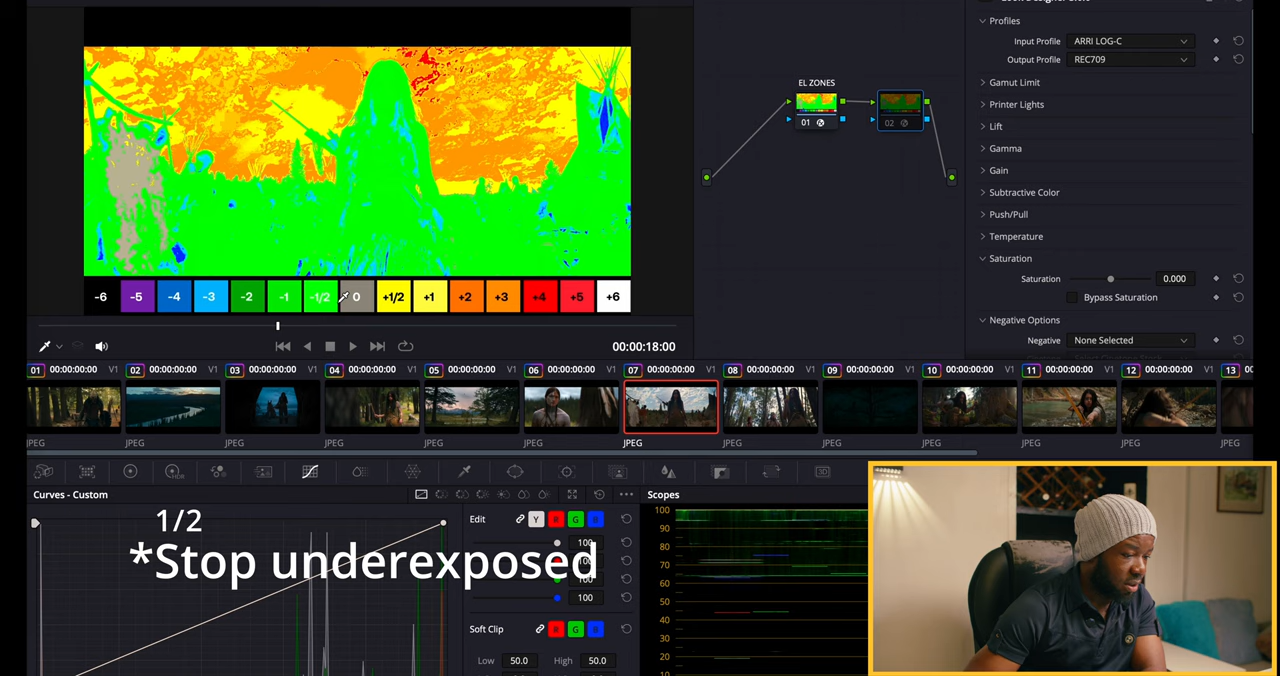 Profiles
Input Profile ARRI LOG-C
Output Profile REC709
Gamut Limit
Printer Lights
Lift
Gamma
Gain
Subtractive Color
Push/Pull
Temperature
Saturation
Saturation 0.000
Bypass Saturation
Negative Options
Negative None Selected
EL ZONES
01 02
-6 -5 -4 -3 -2 -1 -1/2 0 +1/2 +1 +2 +3 +4 +5 +6
00:00:18:00
01 00:00:00:00 V1 02 00:00:00:00 V1 03 00:00:00:00 V1 04 00:00:00:00 V1 05 00:00:00:00 V1 06 00:00:00:00 V1 07 00:00:00:00 V1 08 00:00:00:00 V1 09 00:00:00:00 V1 10 00:00:00:00 V1 11 00:00:00:00 V1 12 00:00:00:00 V1 13
JPEG JPEG JPEG JPEG JPEG JPEG JPEG JPEG JPEG JPEG JPEG JPEG JPEG
Curves - Custom
Edit Y R G B
100
100
100
100
Soft Clip R G B
Low 50.0 High 50.0
1/2
*Stop underexposed
Scopes
100
90
80
70
60
50
40
30
20
10